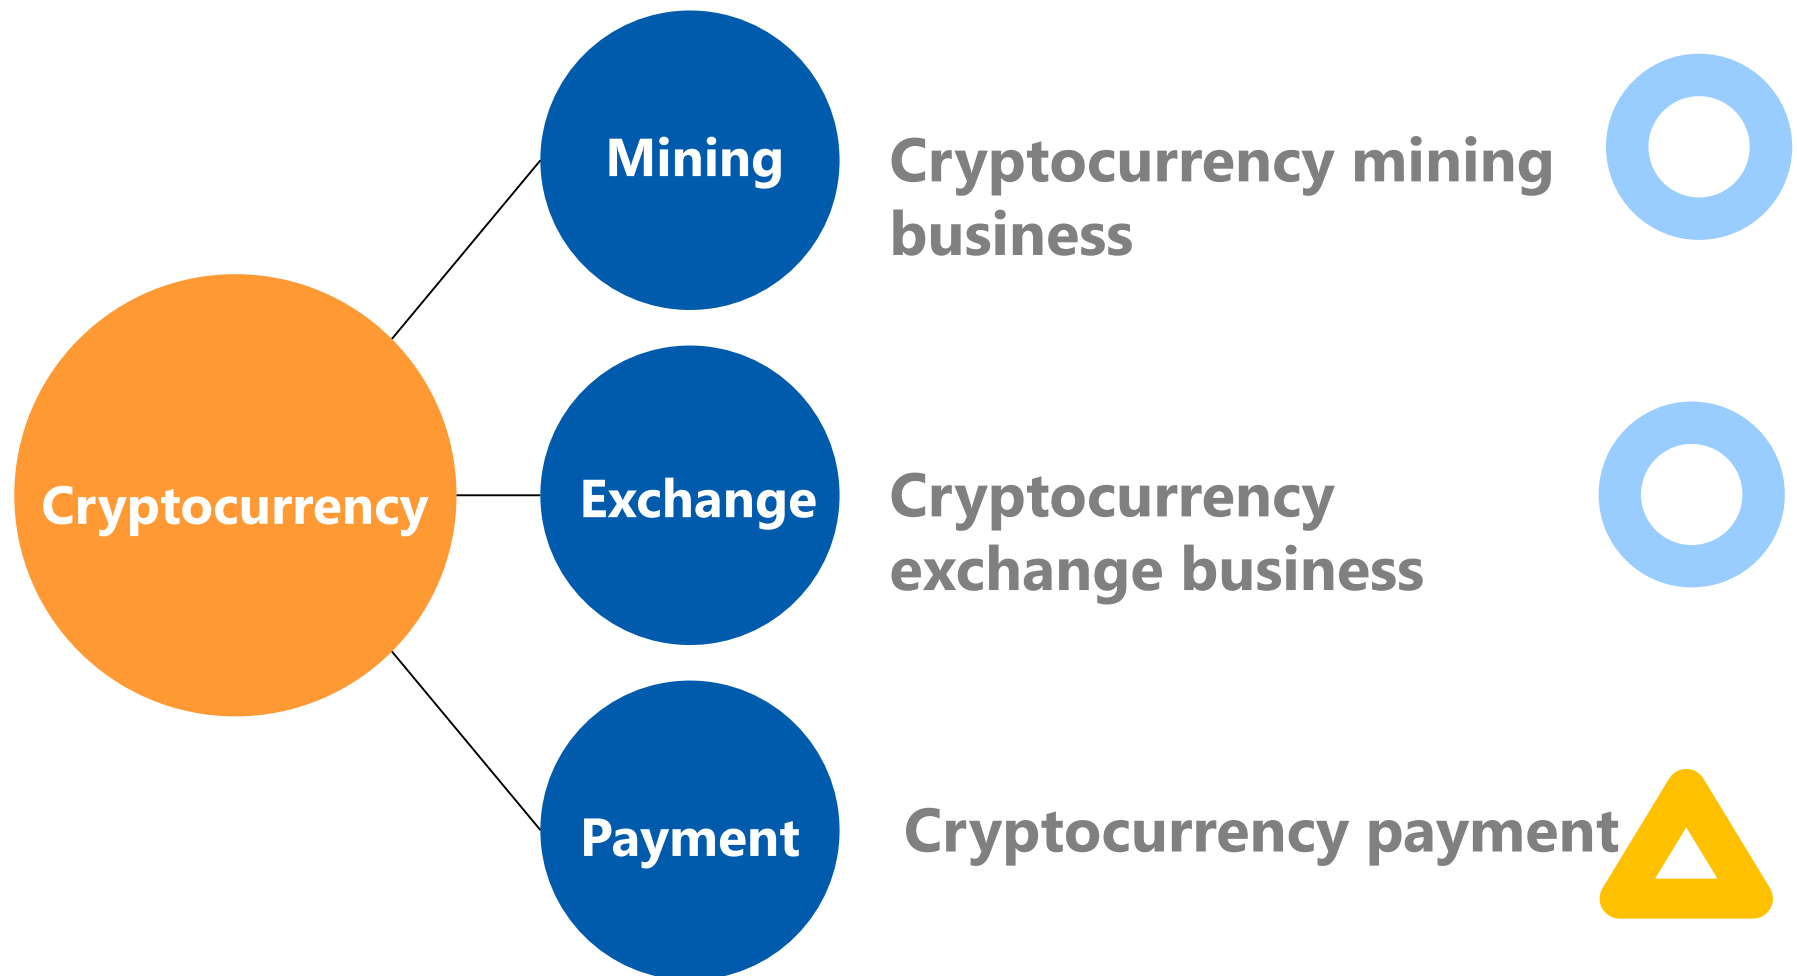 Mining
Cryptocurrency mining
business
Cryptocurrency
Exchange
Cryptocurrency
exchange business
Payment
Cryptocurrency payment